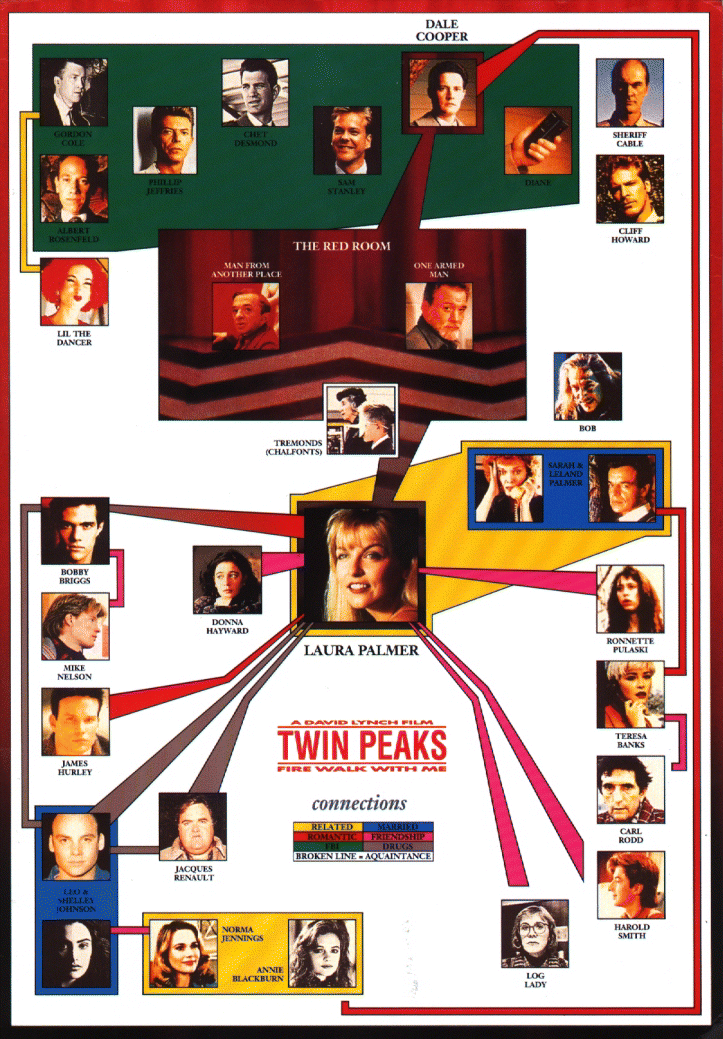 DALE
COOPER
GORDON
COLE
PHILLIP
JEFFRIES
CHET
DESMOND
SAM
STANLEY
DIANE
SHERIFF
CABLE
ALBERT
ROSENFELD
CLIFF
HOWARD
LIL THE
DANCER
THE RED ROOM
MAN FROM
ANOTHER PLACE
ONE ARMED
MAN
BOB
TREMONDS
(CHALFONTS)
SARAH &
LELAND
PALMER
BOBBY
BRIGGS
DONNA
HAYWARD
LAURA PALMER
RONNETTE
PULASKI
MIKE
NELSON
JAMES
HURLEY
TERESA
BANKS
A DAVID LYNCH FILM
TWIN PEAKS
FIRE WALK WITH ME
connections
RELATED MARRIED
ROMANTIC FRIENDSHIP
FBI DRUGS
BROKEN LINE = AQUAINTANCE
CARL
RODD
JACQUES
RENAULT
LEO &
SHELLEY
JOHNSON
HAROLD
SMITH
NORMA
JENNINGS
ANNIE
BLACKBURN
LOG
LADY